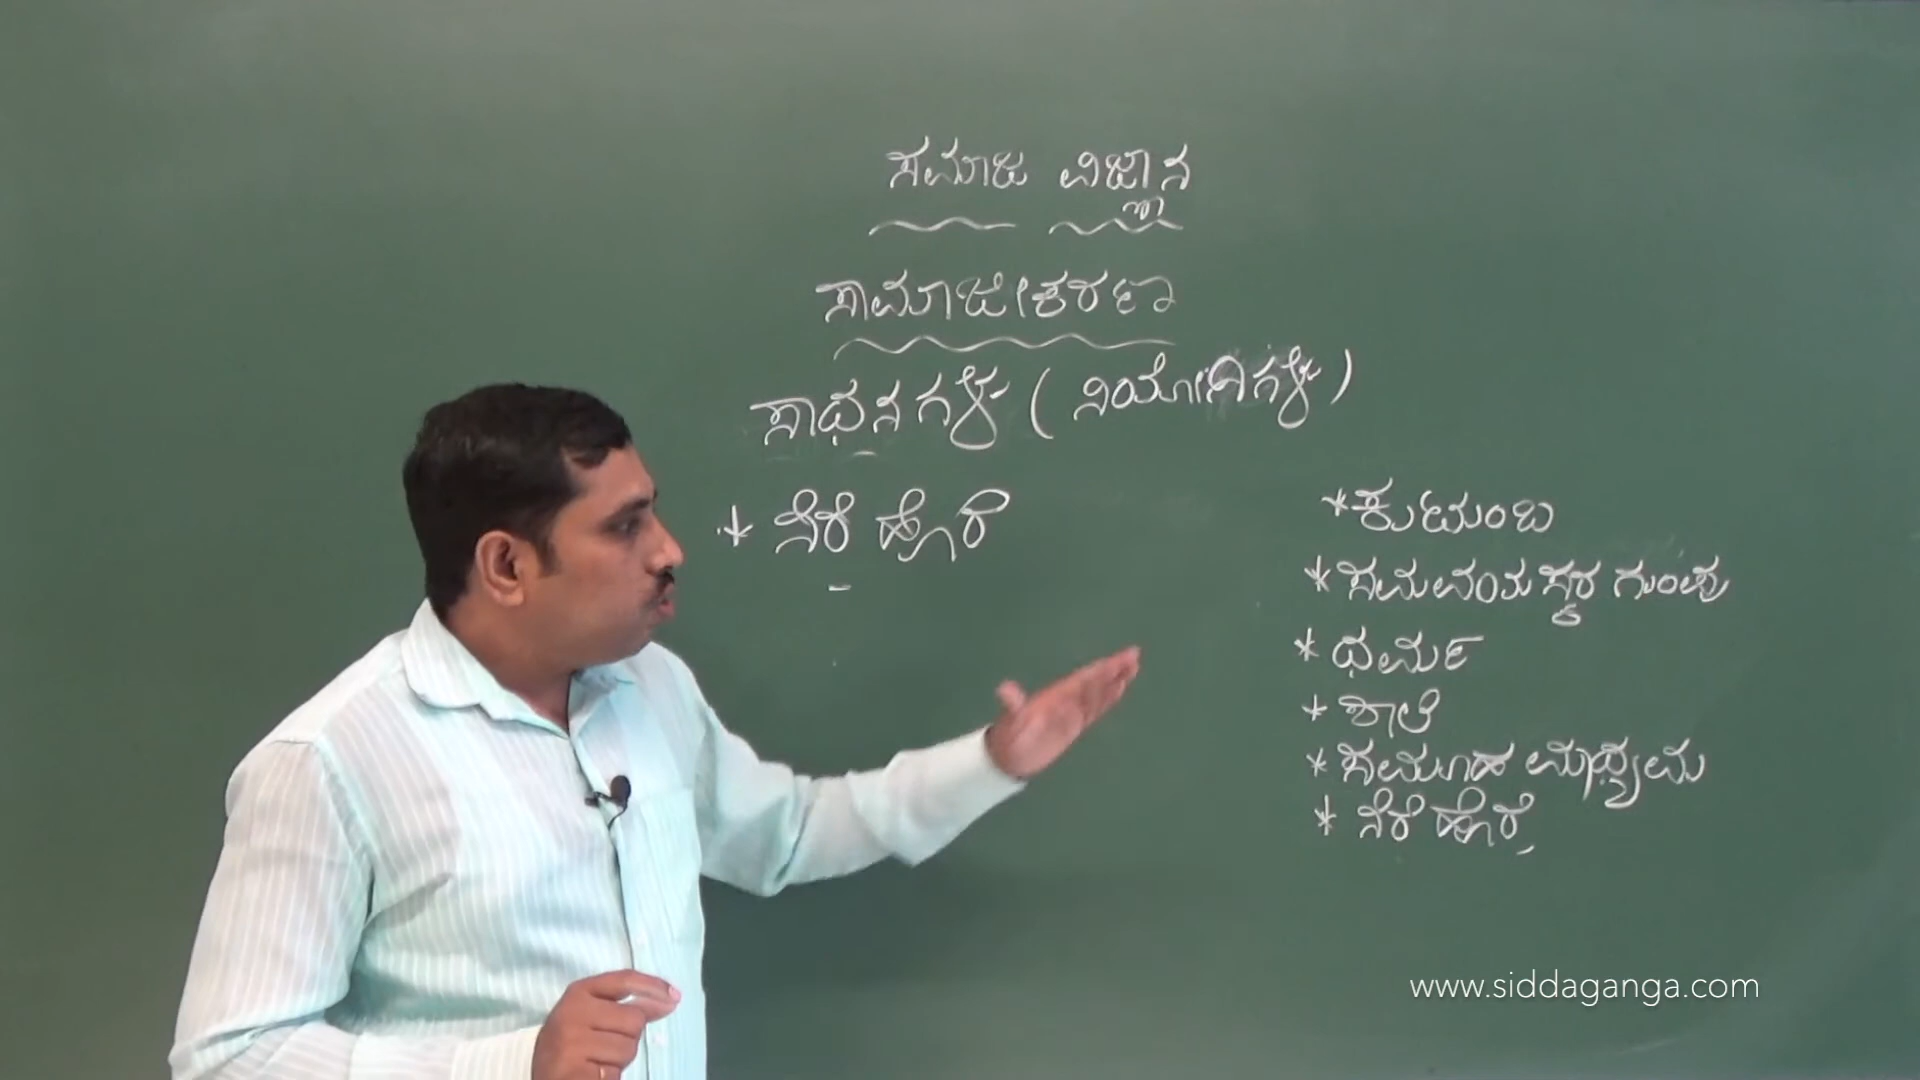 ಸಮಾಜ ವಿಜ್ಞಾನ
ಸಾಮಾಜೀಕರಣ
ಸಾಧನಗಳು (ನಿಯೋಗಿಗಳು)
* ನೆರೆ ಹೊರೆ
* ಕುಟುಂಬ
* ಸಮವಯಸ್ಕರ ಗುಂಪು
* ಧರ್ಮ
* ಶಾಲೆ
* ಸಮೂಹ ಮಾಧ್ಯಮ
* ನೆರೆ ಹೊರೆ
www.siddaganga.com